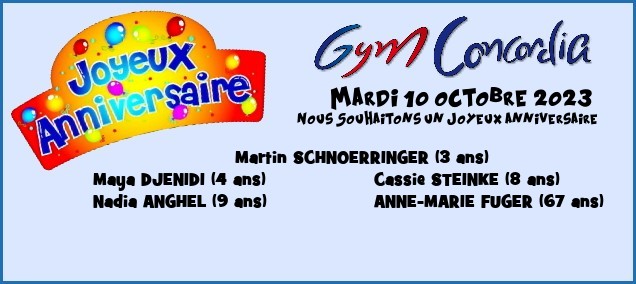 Joyeux
Anniversaire
Gym Concordia
MARDI 10 OCTOBRE 2023
NOUS SOUHAITONS UN JOYEUX ANNIVERSAIRE
Martin SCHNOERRINGER (3 ans)
Maya DJENIDI (4 ans) Cassie STEINKE (8 ans)
Nadia ANGHEL (9 ans) ANNE-MARIE FUGER (67 ans)